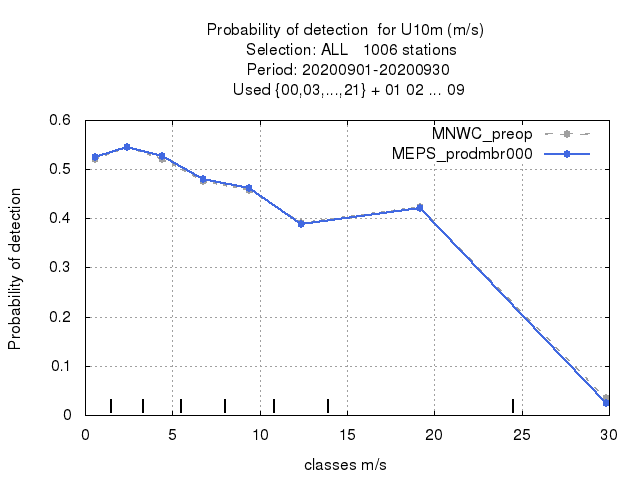 Probability of detection  for U10m (m/s)
Selection: ALL   1006 stations
Period: 20200901-20200930
Used {00,03,...,21} + 01 02 ... 09
MNWC_preop
MEPS_prodmbr000
Probability of detection
0.6
0.5
0.4
0.3
0.2
0.1
0
0 5 10 15 20 25 30
classes m/s